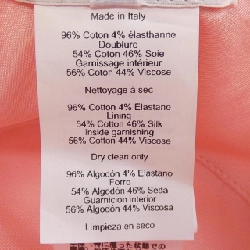 Made in Italy
96% Coton 4% élasthanne
Doublure
54% Coton 46% Soie
Garnissage intérieur
56% Coton 44% Viscose
Nettoyage à sec
96% Cotton 4% Elastane
Lining
54% Cotton 46% Silk
Inside garnishing
56% Cotton 44% Viscose
Dry clean only
96% Algodón 4% Elastano
Forro
54% Algodón 46% Seda
Guarnicion interior
56% Algodón 44% Viscosa
Limpieza en seco